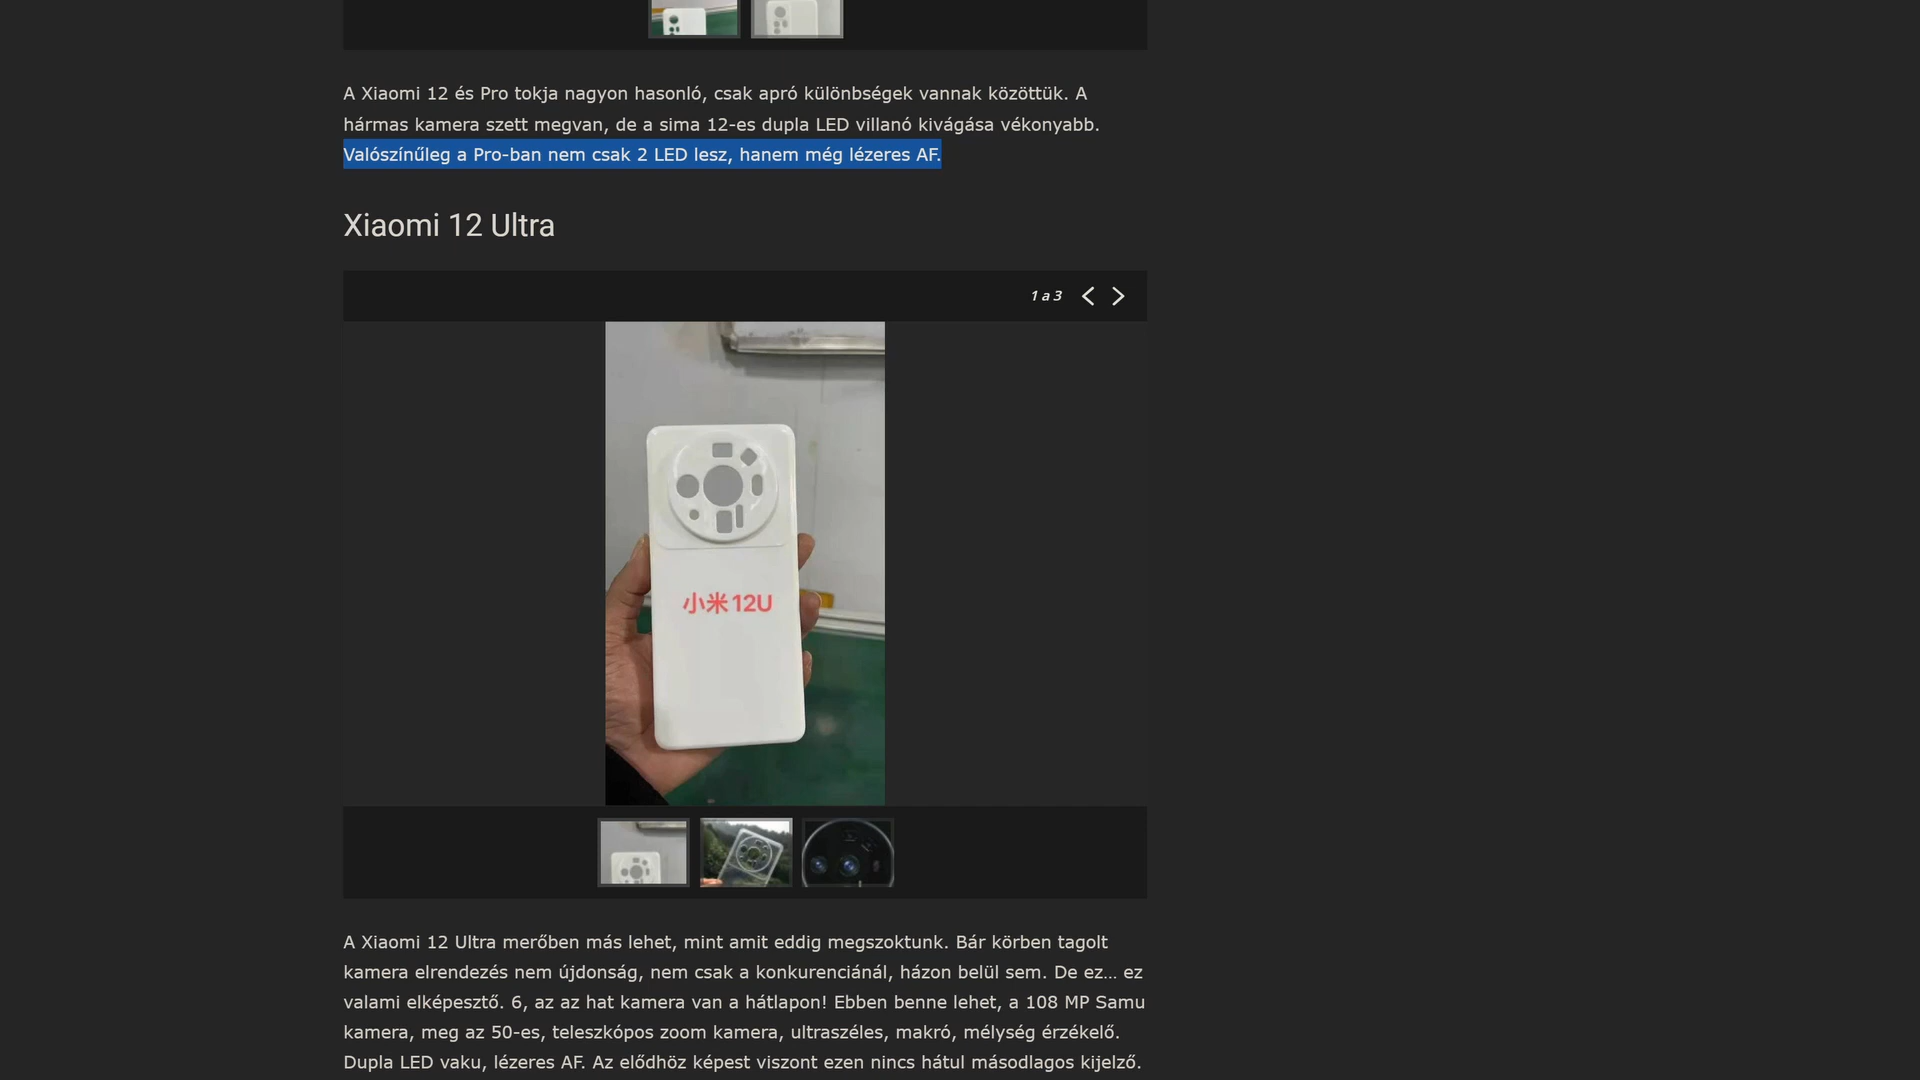 A Xiaomi 12 és Pro tokja nagyon hasonló, csak apró különbségek vannak közöttük. A
hármas kamera szett megvan, de a sima 12-es dupla LED villanó kivágása vékonyabb.
Valószínűleg a Pro-ban nem csak 2 LED lesz, hanem még lézeres AF.
Xiaomi 12 Ultra
1 a 3
小米12U
A Xiaomi 12 Ultra merőben más lehet, mint amit eddig megszoktunk. Bár körben tagolt
kamera elrendezés nem újdonság, nem csak a konkurenciánál, házon belül sem. De ez... ez
valami elképesztő. 6, az az hat kamera van a hátlapon! Ebben benne lehet, a 108 MP Samu
kamera, meg az 50-es, teleszkópos zoom kamera, ultraszéles, makró, mélység érzékelő.
Dupla LED vaku, lézeres AF. Az elődhöz képest viszont ezen nincs hátul másodlagos kijelző.